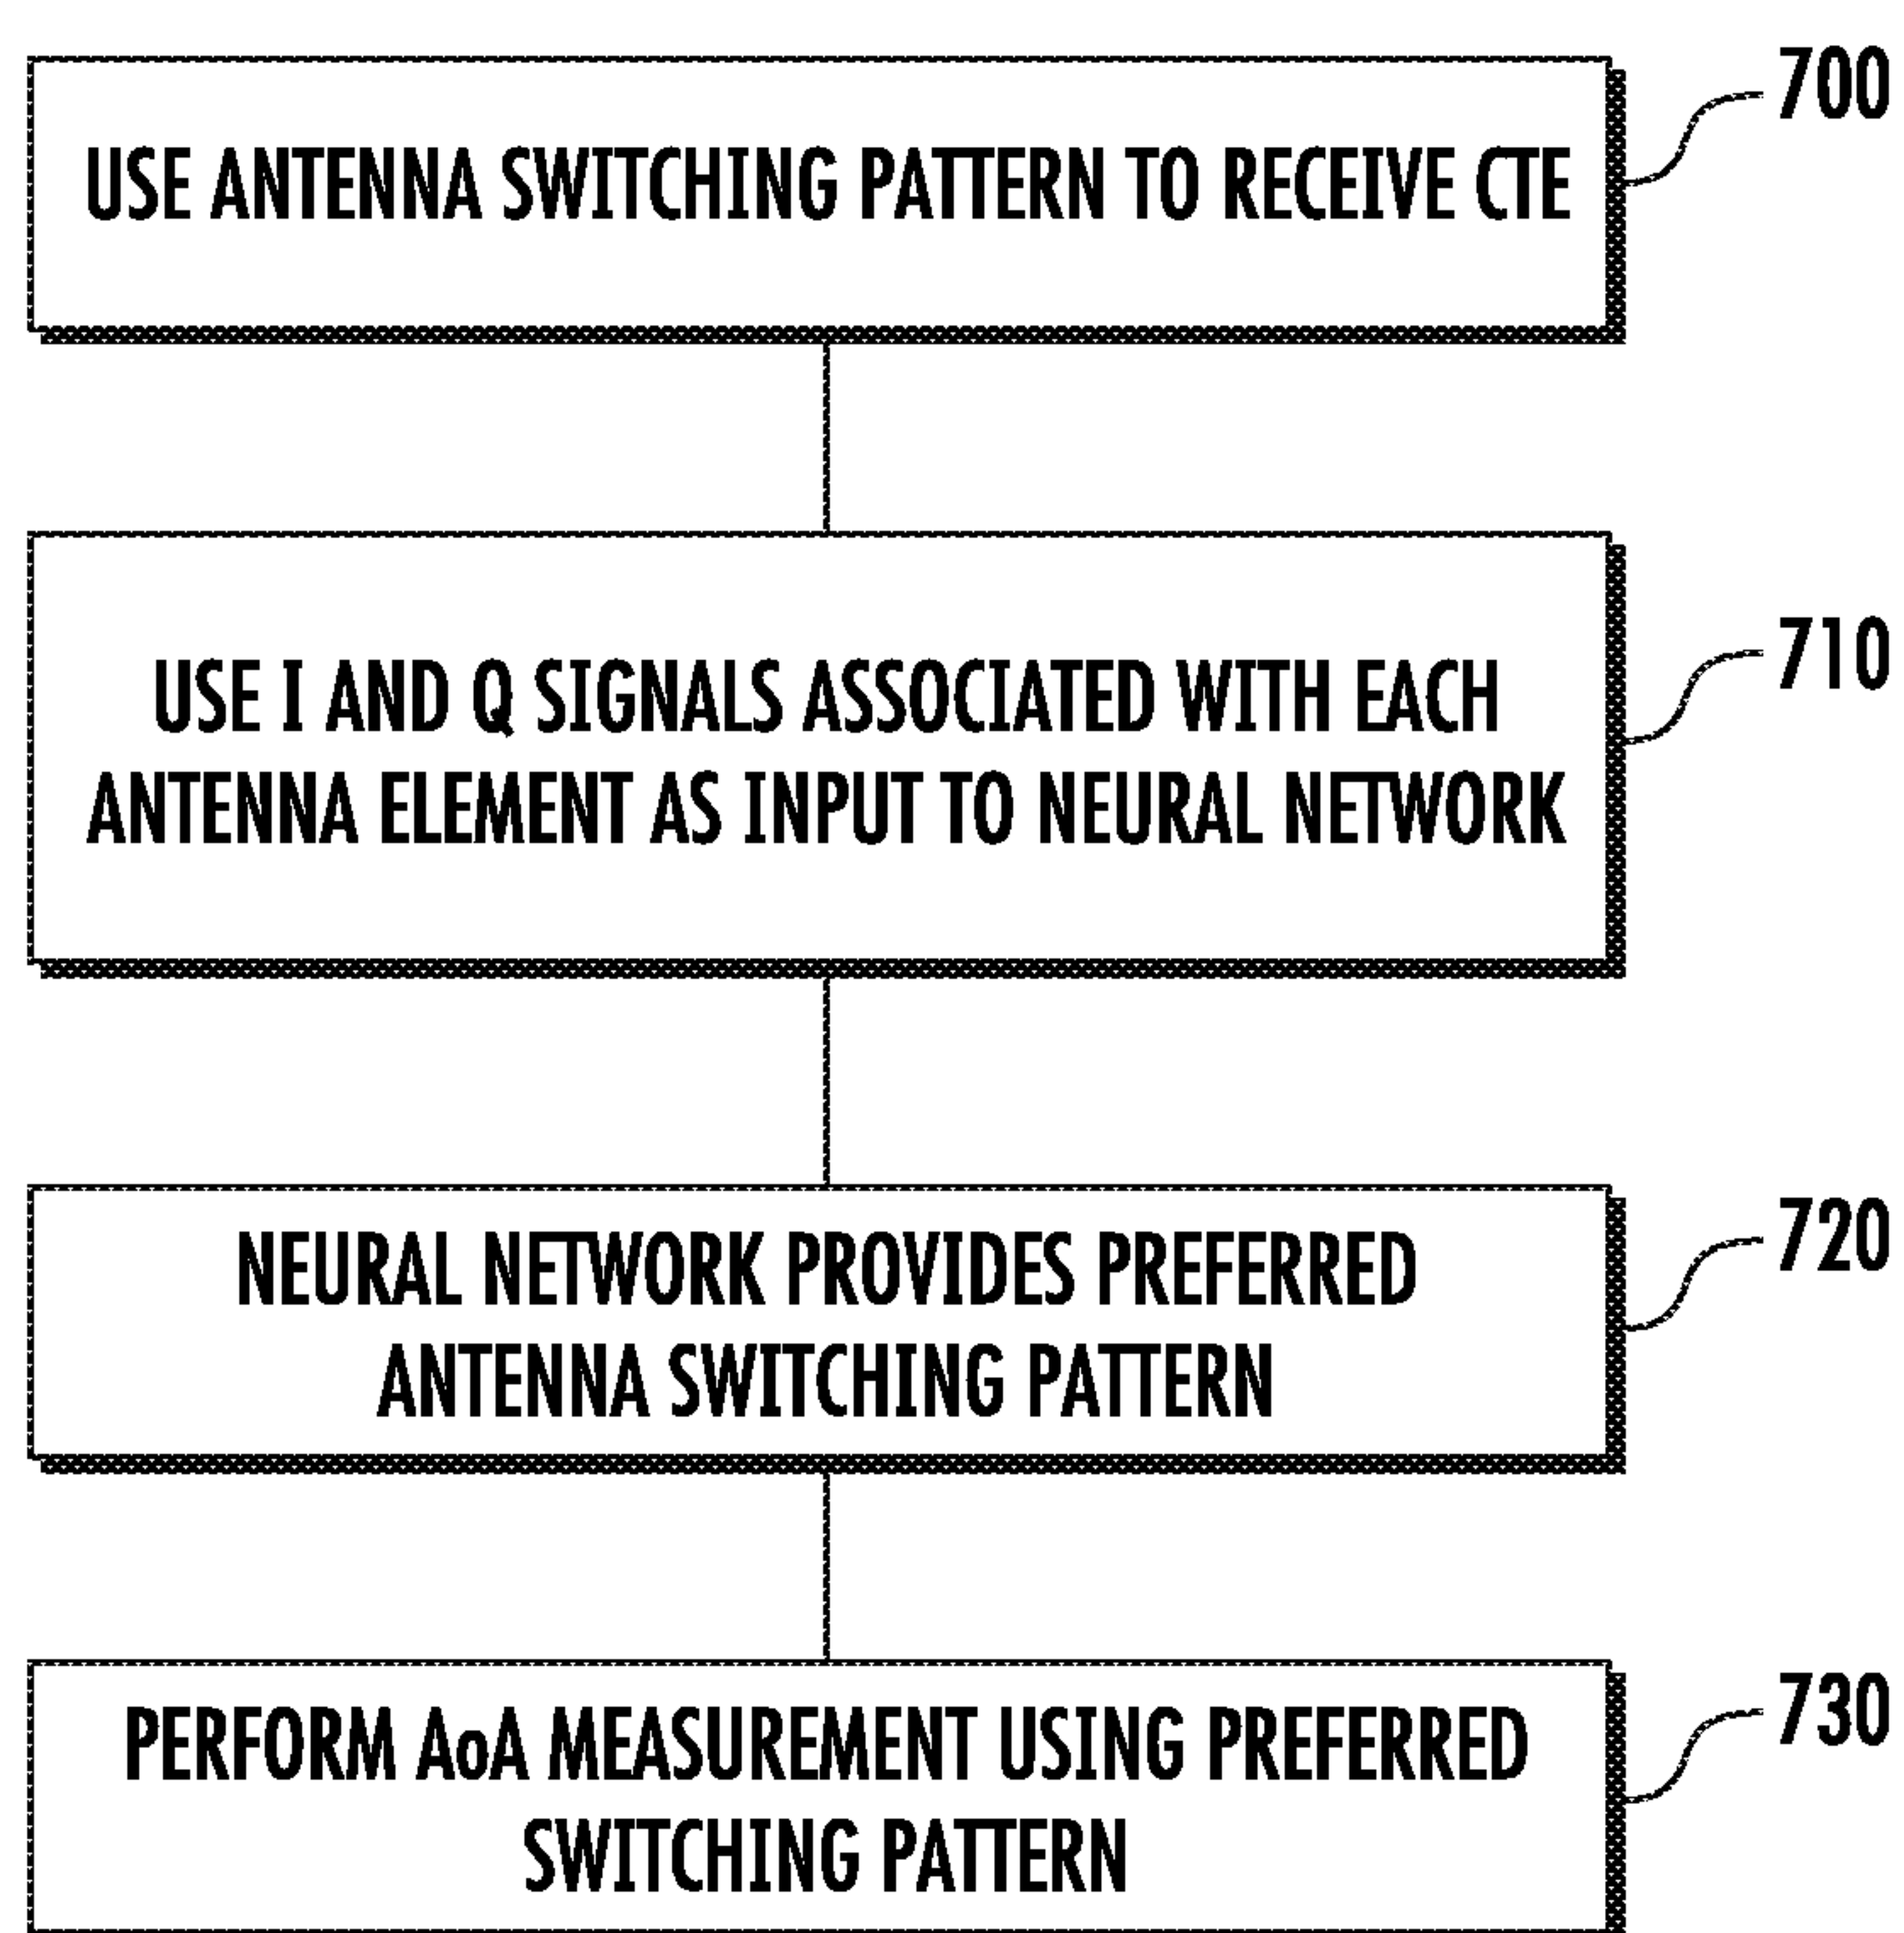 USE ANTENNA SWITCHING PATTERN TO RECEIVE CTE
700
USE I AND Q SIGNALS ASSOCIATED WITH EACH
ANTENNA ELEMENT AS INPUT TO NEURAL NETWORK
710
NEURAL NETWORK PROVIDES PREFERRED
ANTENNA SWITCHING PATTERN
720
PERFORM AoA MEASUREMENT USING PREFERRED
SWITCHING PATTERN
730